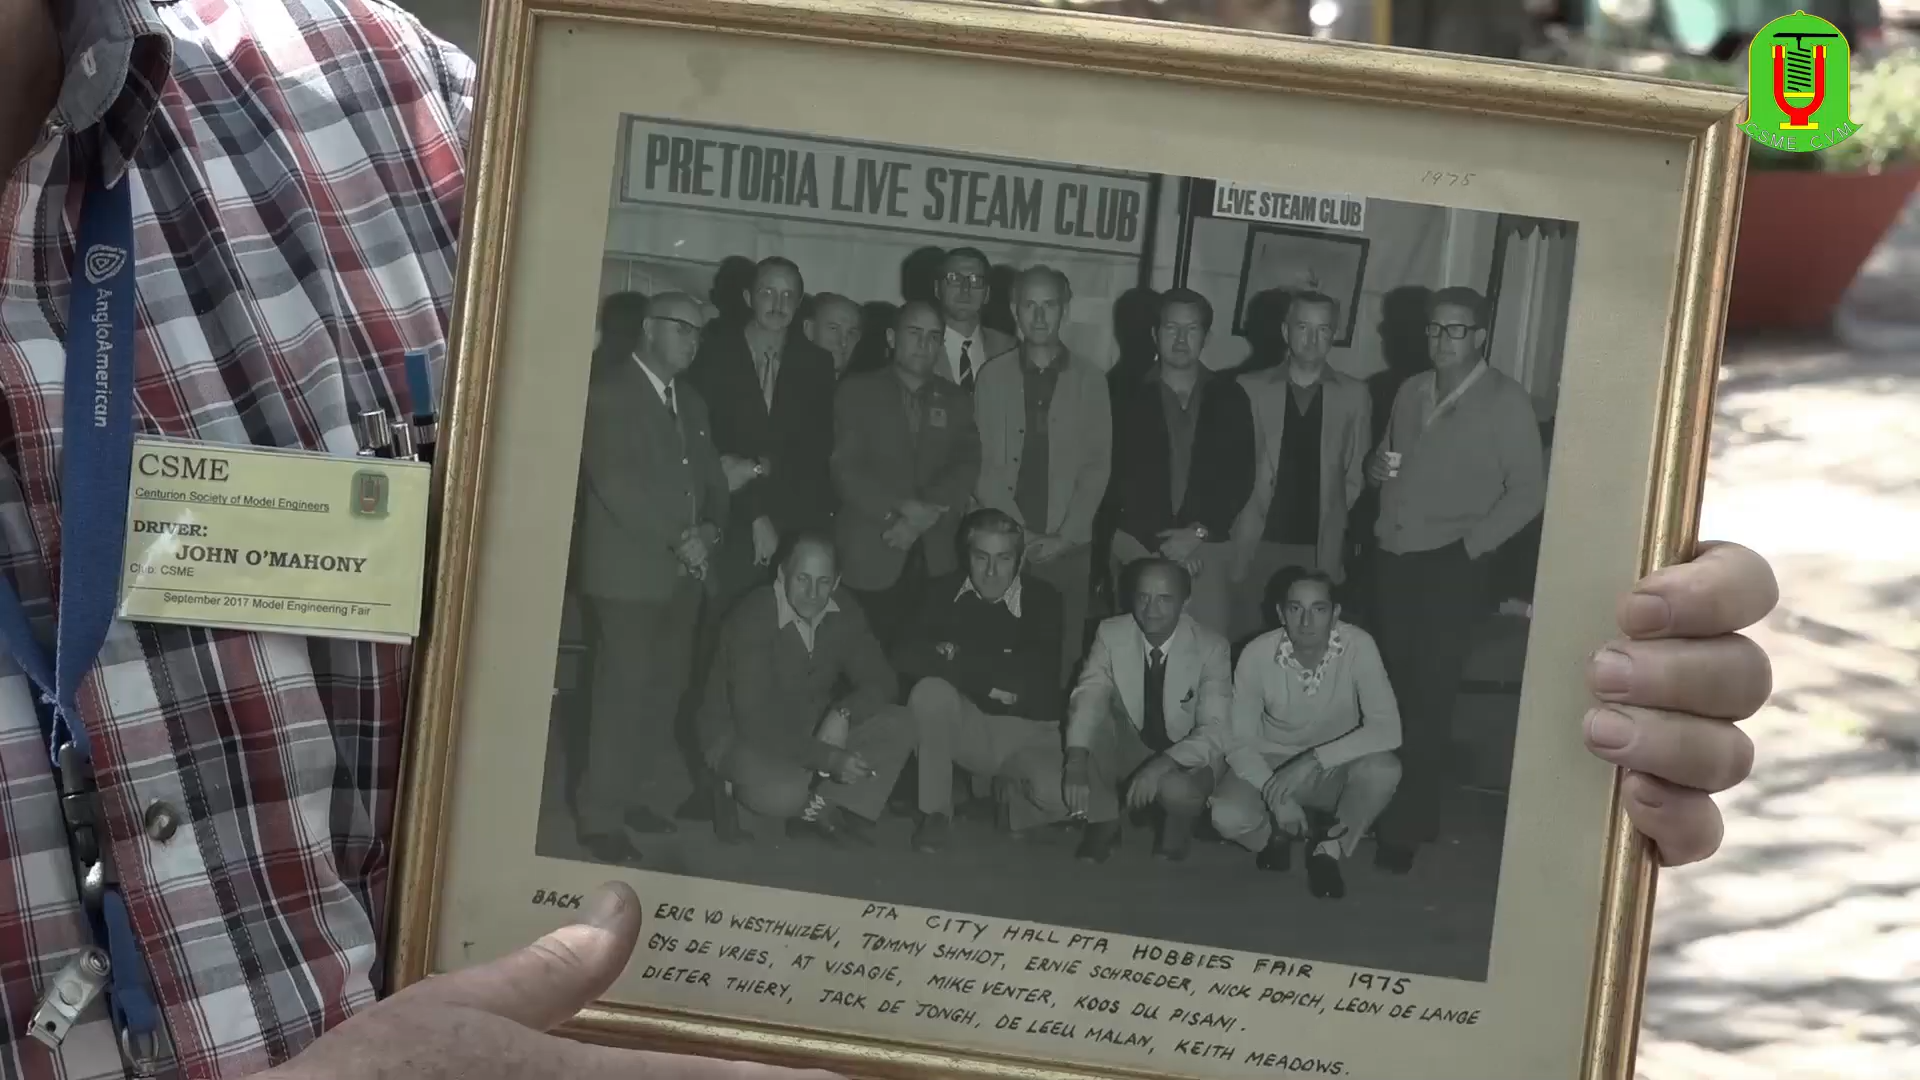 CSME CVM
1975
PRETORIA LIVE STEAM CLUB
LIVE STEAM CLUB
AngloAmerican
CSME
Centurion Society of Model Engineers
DRIVER:
JOHN O'MAHONY
Club: CSME
September 2017 Model Engineering Fair
PTA CITY HALL PTA HOBBIES FAIR 1975
BACK ERIC VD WESTHUIZEN, TOMMY SHMIDT, ERNIE SCHROEDER, NICK POPICH, LEON DE LANGE
GYS DE VRIES, AT VISAGIE, MIKE VENTER, KOOS DU PISANI.
DIETER THIERY, JACK DE JONGH, DE LEEU MALAN, KEITH MEADOWS.